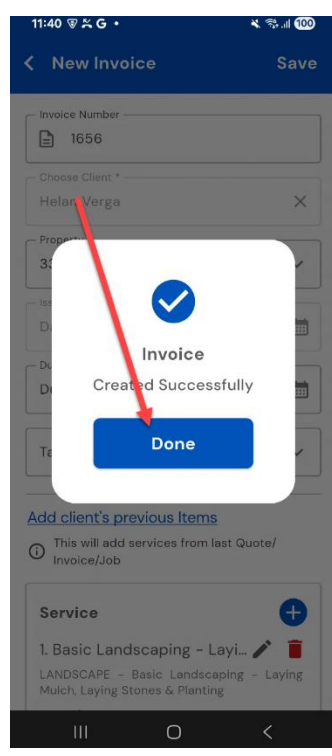 11:40 G •
100
New Invoice
Save
Invoice Number
1656
Choose Client *
Helan Verga
Invoice
Created Successfully
Done
Add client's previous Items
This will add services from last Quote/
Invoice/Job
Service
1. Basic Landscaping - Layi...
LANDSCAPE - Basic Landscaping - Laying
Mulch, Laying Stones & Planting